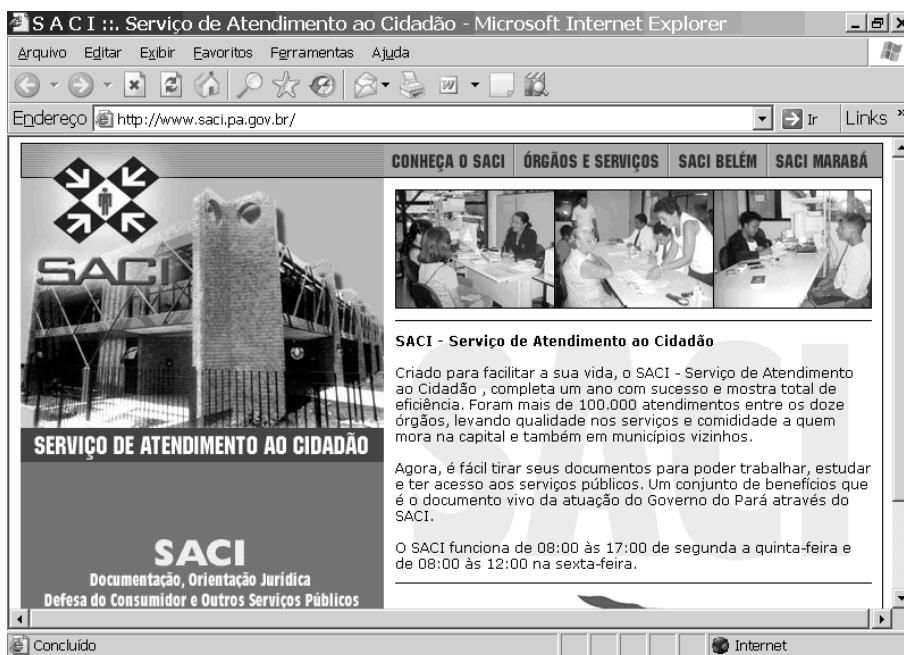 S A C I ::. Serviço de Atendimento ao Cidadão - Microsoft Internet Explorer
Arquivo Editar Exibir Favoritos Ferramentas Ajuda
Endereço http://www.saci.pa.gov.br/ Ir Links »
CONHEÇA O SACI ÓRGÃOS E SERVIÇOS SACI BELÉM SACI MARABÁ
SACI
SERVIÇO DE ATENDIMENTO AO CIDADÃO
SACI
Documentação, Orientação Jurídica
Defesa do Consumidor e Outros Serviços Públicos
SACI
SACI - Serviço de Atendimento ao Cidadão
Criado para facilitar a sua vida, o SACI - Serviço de Atendimento
ao Cidadão , completa um ano com sucesso e mostra total de
eficiência. Foram mais de 100.000 atendimentos entre os doze
órgãos, levando qualidade nos serviços e comididade a quem
mora na capital e também em municípios vizinhos.
Agora, é fácil tirar seus documentos para poder trabalhar, estudar
e ter acesso aos serviços públicos. Um conjunto de benefícios que
é o documento vivo da atuação do Governo do Pará através do
SACI.
O SACI funciona de 08:00 às 17:00 de segunda a quinta-feira e
de 08:00 às 12:00 na sexta-feira.
Concluído Internet